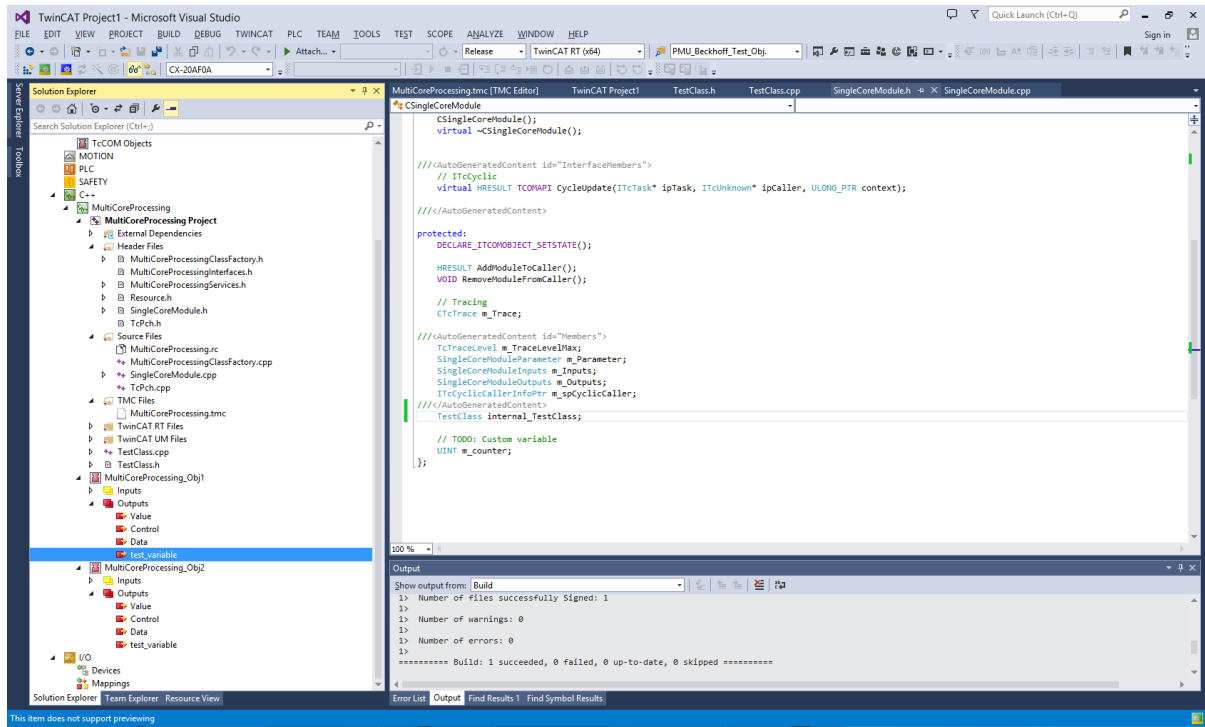 TwinCAT Project1 - Microsoft Visual Studio
Quick Launch (Ctrl+Q)
FILE EDIT VIEW PROJECT BUILD DEBUG TWINCAT PLC TEAM TOOLS TEST SCOPE ANALYZE WINDOW HELP
Sign in
Attach...
Release
TwinCAT RT (x64)
PMU_Beckhoff_Test_Obj.
CX-20AF0A
Server Explorer
Toolbox
Solution Explorer
Search Solution Explorer (Ctrl+;)
TcCOM Objects
MOTION
PLC
SAFETY
C++
MultiCoreProcessing
MultiCoreProcessing Project
External Dependencies
Header Files
MultiCoreProcessingClassFactory.h
MultiCoreProcessingInterfaces.h
MultiCoreProcessingServices.h
Resource.h
SingleCoreModule.h
TcPch.h
Source Files
MultiCoreProcessing.rc
MultiCoreProcessingClassFactory.cpp
SingleCoreModule.cpp
TcPch.cpp
TMC Files
MultiCoreProcessing.tmc
TwinCAT RT Files
TwinCAT UM Files
TestClass.cpp
TestClass.h
MultiCoreProcessing_Obj1
Inputs
Outputs
Value
Control
Data
test_variable
MultiCoreProcessing_Obj2
Inputs
Outputs
Value
Control
Data
test_variable
I/O
Devices
Mappings
Solution Explorer Team Explorer Resource View
MultiCoreProcessing.tmc [TMC Editor] TwinCAT Project1 TestClass.h TestClass.cpp SingleCoreModule.h SingleCoreModule.cpp
CSingleCoreModule
CSingleCoreModule();
virtual ~CSingleCoreModule();
///<AutoGeneratedContent id="InterfaceMembers">
// ITcCyclic
virtual HRESULT TCOMAPI CycleUpdate(ITcTask* ipTask, ITcUnknown* ipCaller, ULONG_PTR context);
///</AutoGeneratedContent>
protected:
DECLARE_ITCOMOBJECT_SETSTATE();
HRESULT AddModuleToCaller();
VOID RemoveModuleFromCaller();
// Tracing
CTcTrace m_Trace;
///<AutoGeneratedContent id="Members">
TcTraceLevel m_TraceLevelMax;
SingleCoreModuleParameter m_Parameter;
SingleCoreModuleInputs m_Inputs;
SingleCoreModuleOutputs m_Outputs;
ITcCyclicCallerInfoPtr m_spCyclicCaller;
///</AutoGeneratedContent>
TestClass internal_TestClass;
// TODO: Custom variable
UINT m_counter;
};
100 %
Output
Show output from: Build
1> Number of files successfully Signed: 1
1>
1> Number of warnings: 0
1>
1> Number of errors: 0
1>
========== Build: 1 succeeded, 0 failed, 0 up-to-date, 0 skipped ==========
Error List Output Find Results 1 Find Symbol Results
This item does not support previewing